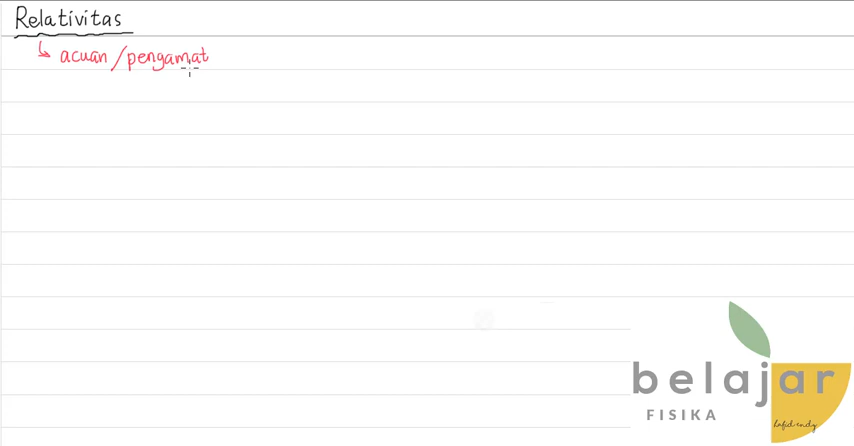 Relativitas
↳ acuan / pengamat
belajar
FISIKA